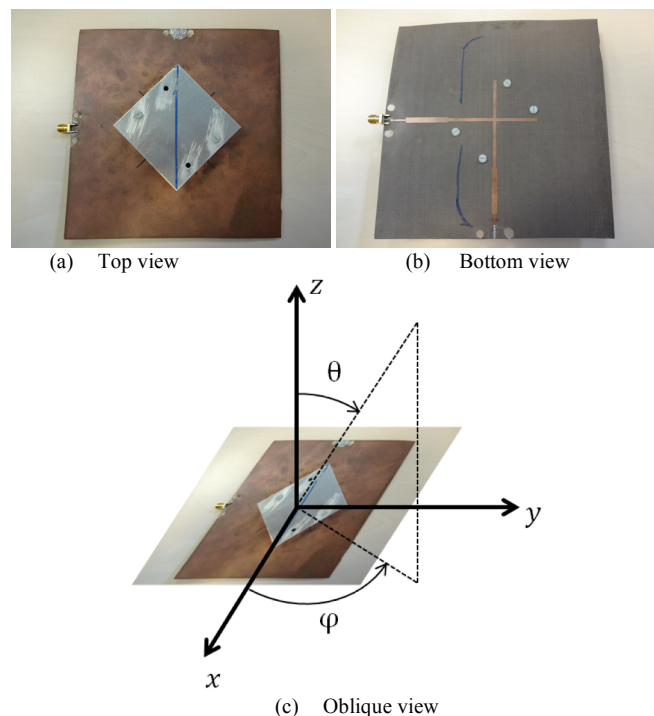 (a) Top view
(b) Bottom view
z
θ
y
φ
x
(c) Oblique view